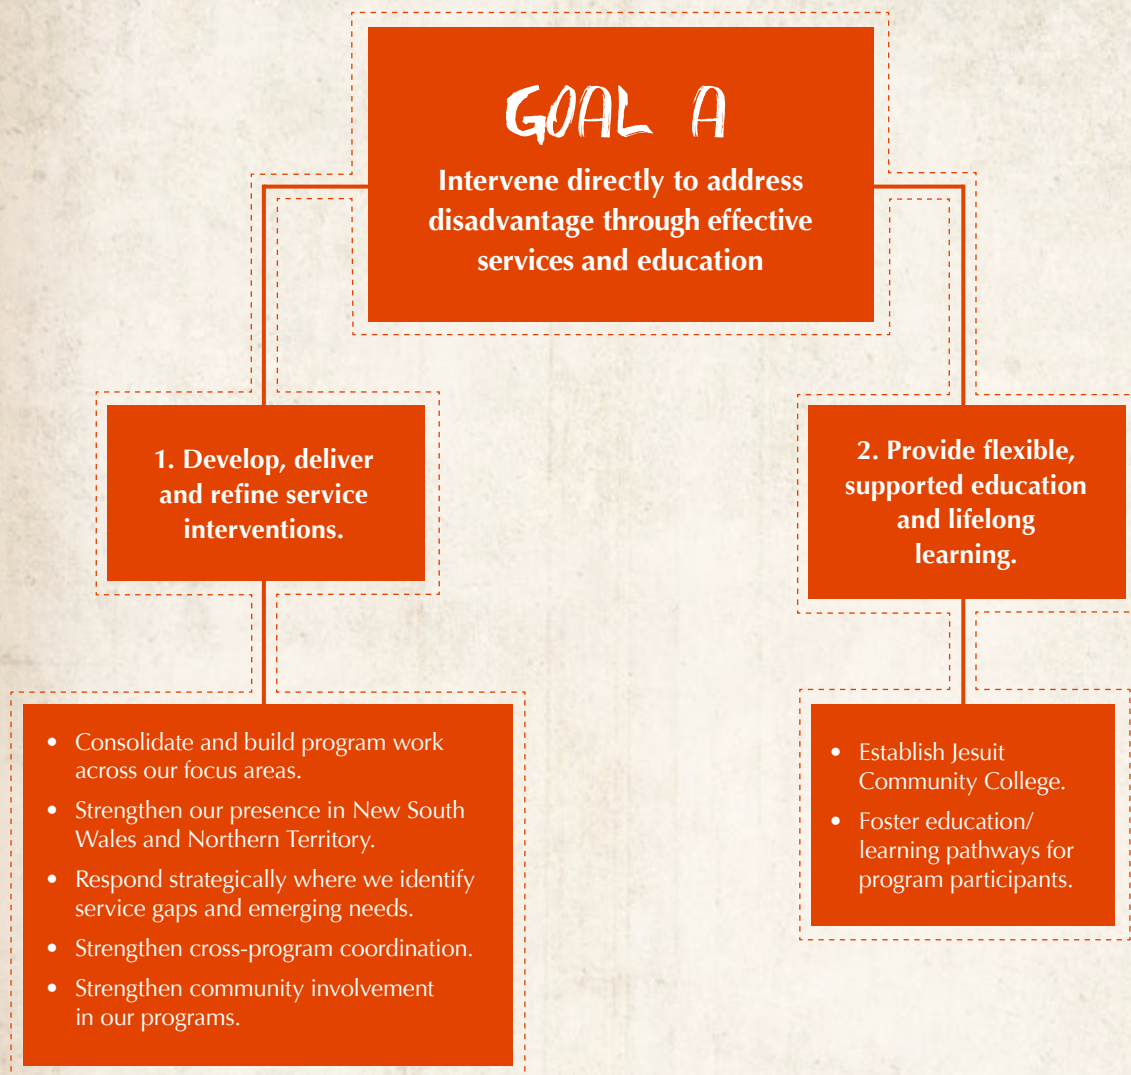 GOAL A
Intervene directly to address
disadvantage through effective
services and education
1. Develop, deliver
and refine service
interventions.
• Consolidate and build program work
across our focus areas.
• Strengthen our presence in New South
Wales and Northern Territory.
• Respond strategically where we identify
service gaps and emerging needs.
• Strengthen cross-program coordination.
• Strengthen community involvement
in our programs.
2. Provide flexible,
supported education
and lifelong
learning.
• Establish Jesuit
Community College.
• Foster education/
learning pathways for
program participants.